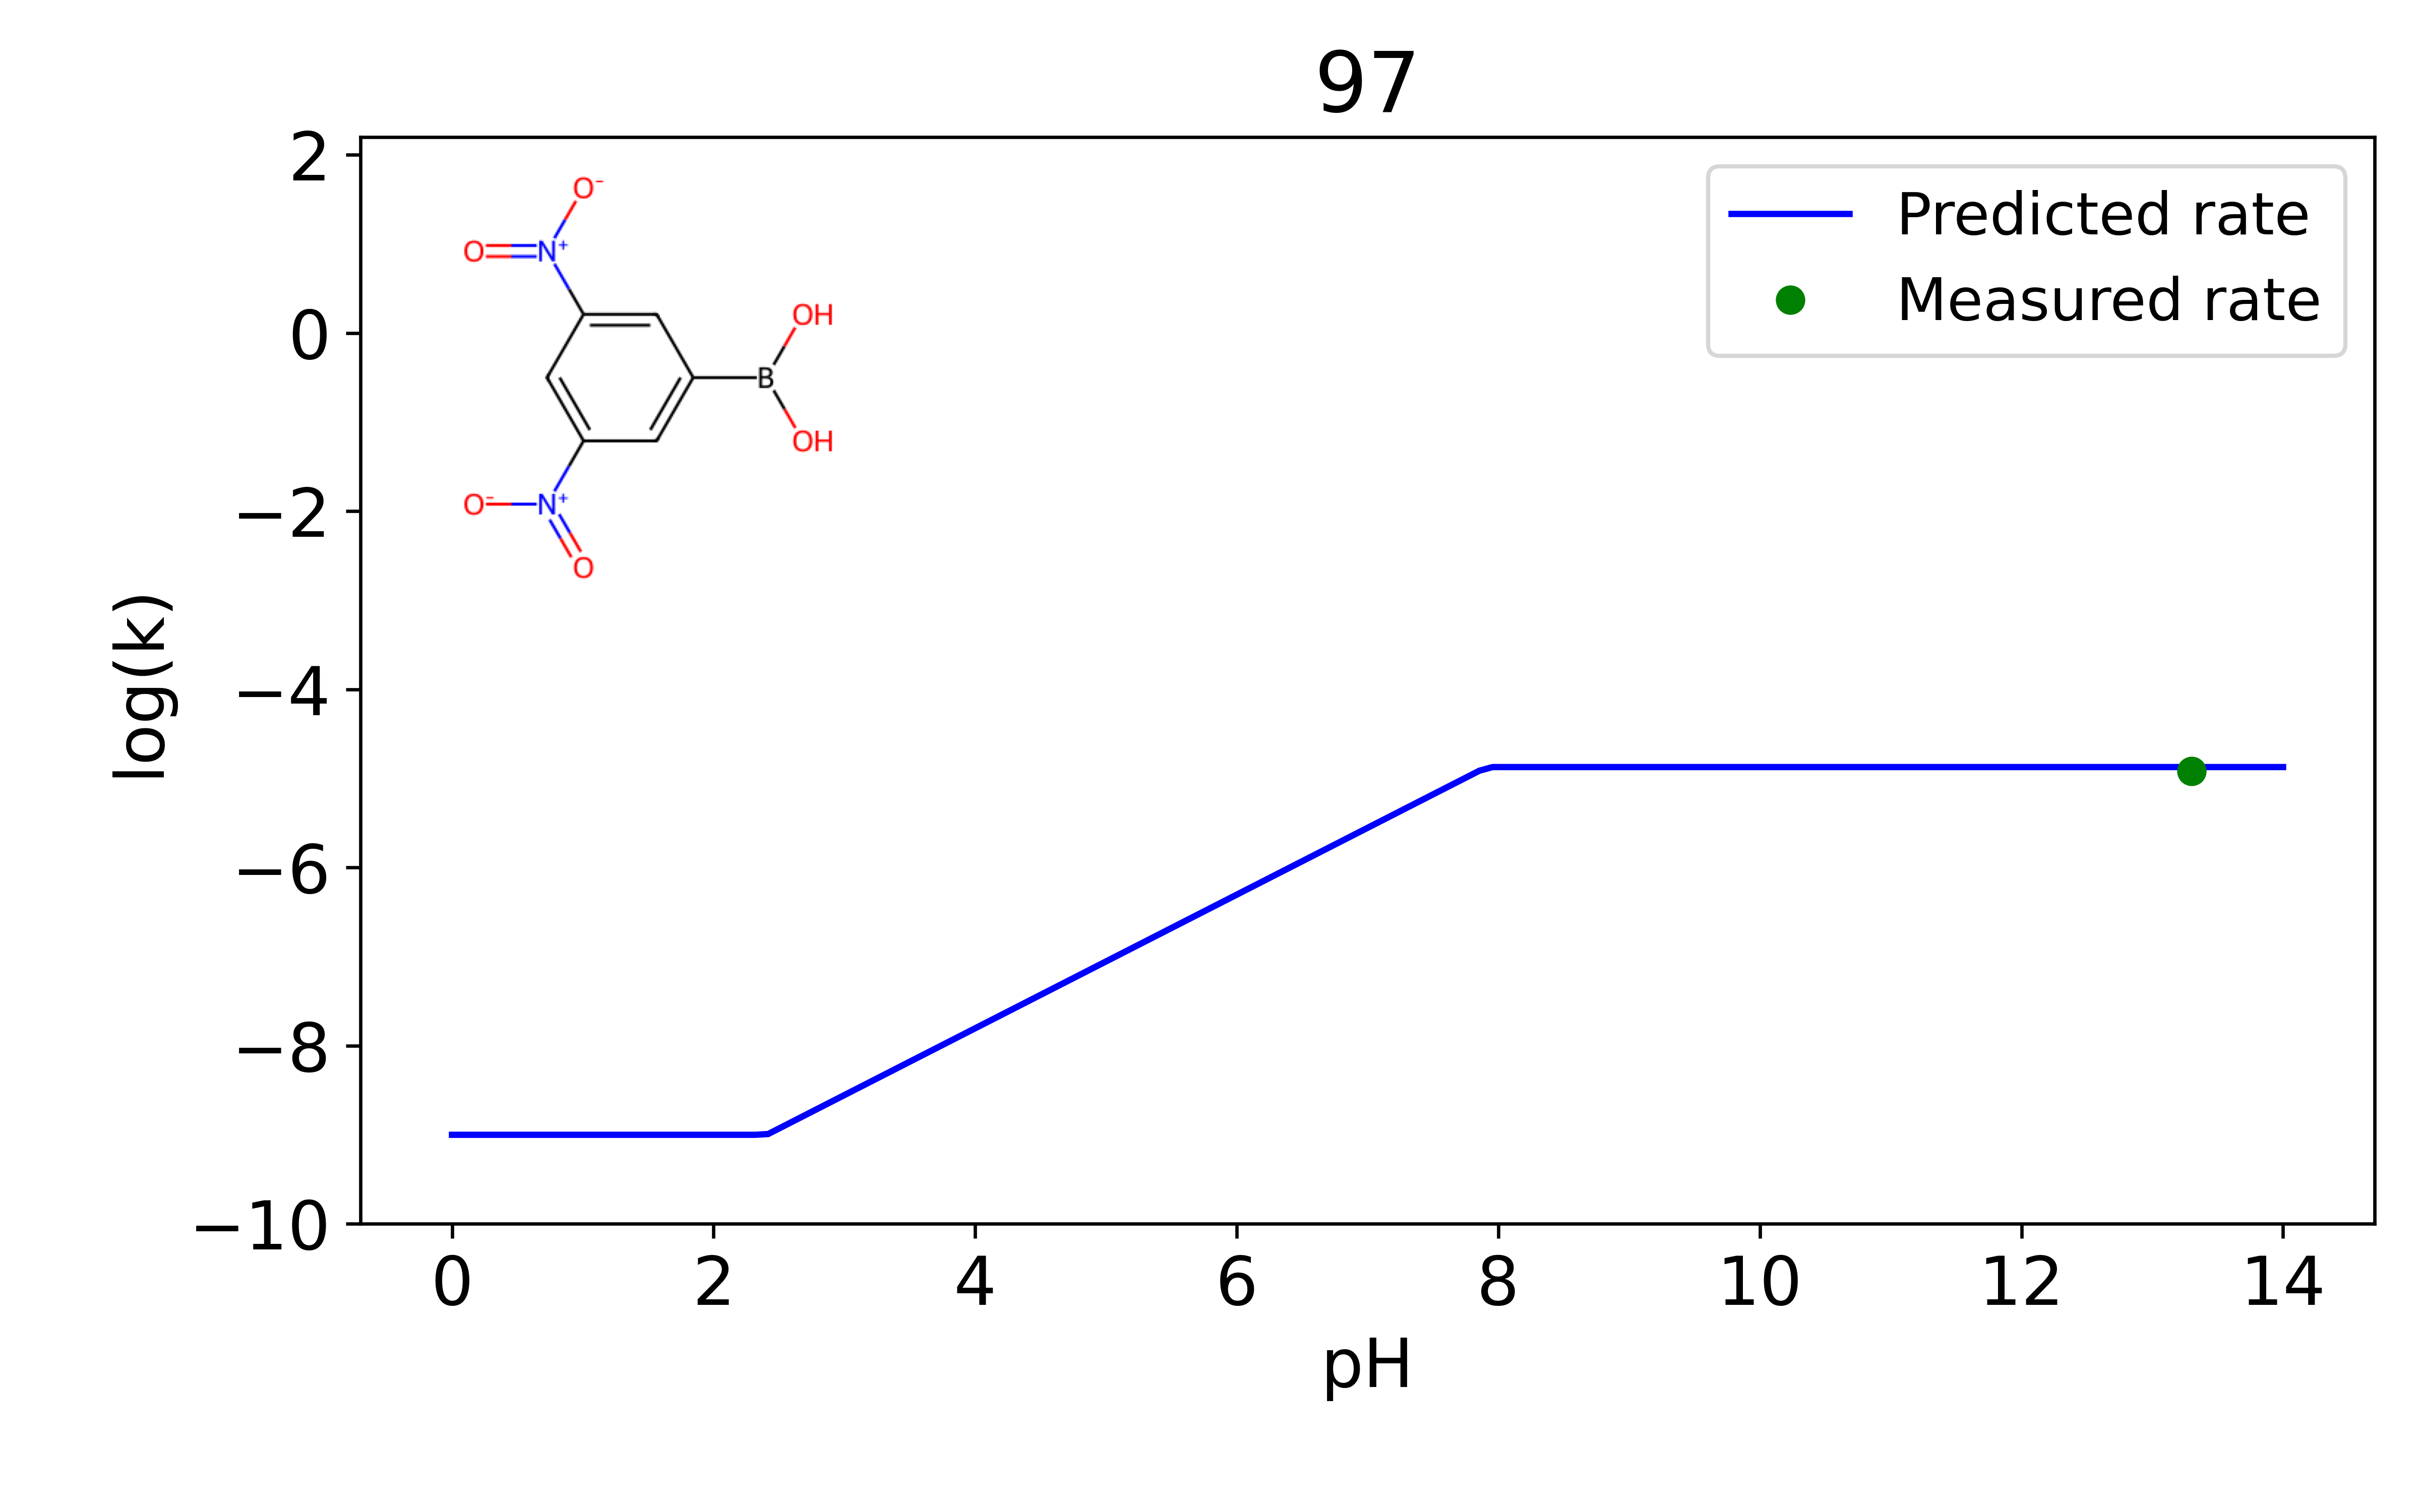 97
2
0
−2
−4
−6
−8
−10
log(k)
O⁻
O N⁺
OH
B
OH
O⁻ N⁺
O
Predicted rate
Measured rate
0 2 4 6 8 10 12 14
pH